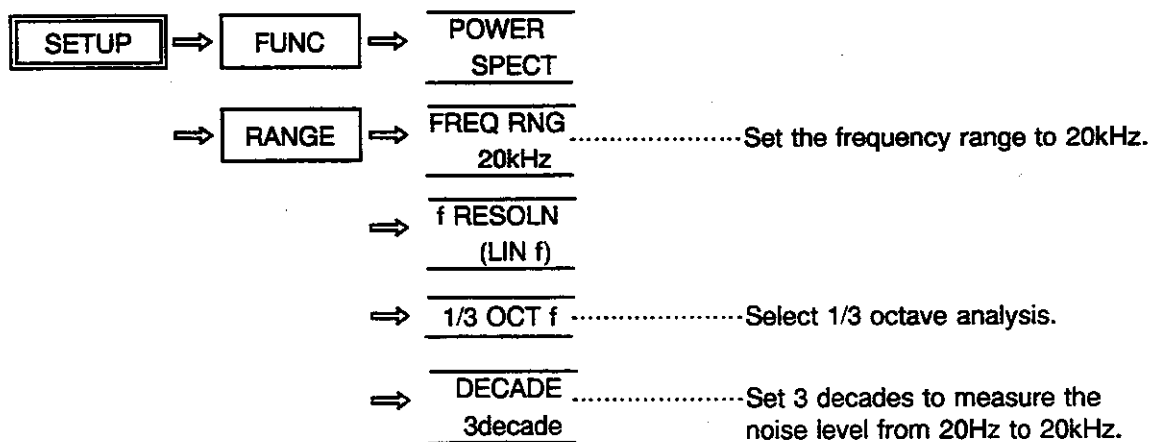 SETUP ⇒ FUNC ⇒ POWER
SPECT
⇒ RANGE ⇒ FREQ RNG ....................Set the frequency range to 20kHz.
20kHz
⇒ f RESOLN
(LIN f)
⇒ 1/3 OCT f ....................Select 1/3 octave analysis.
⇒ DECADE ....................Set 3 decades to measure the
3decade noise level from 20Hz to 20kHz.